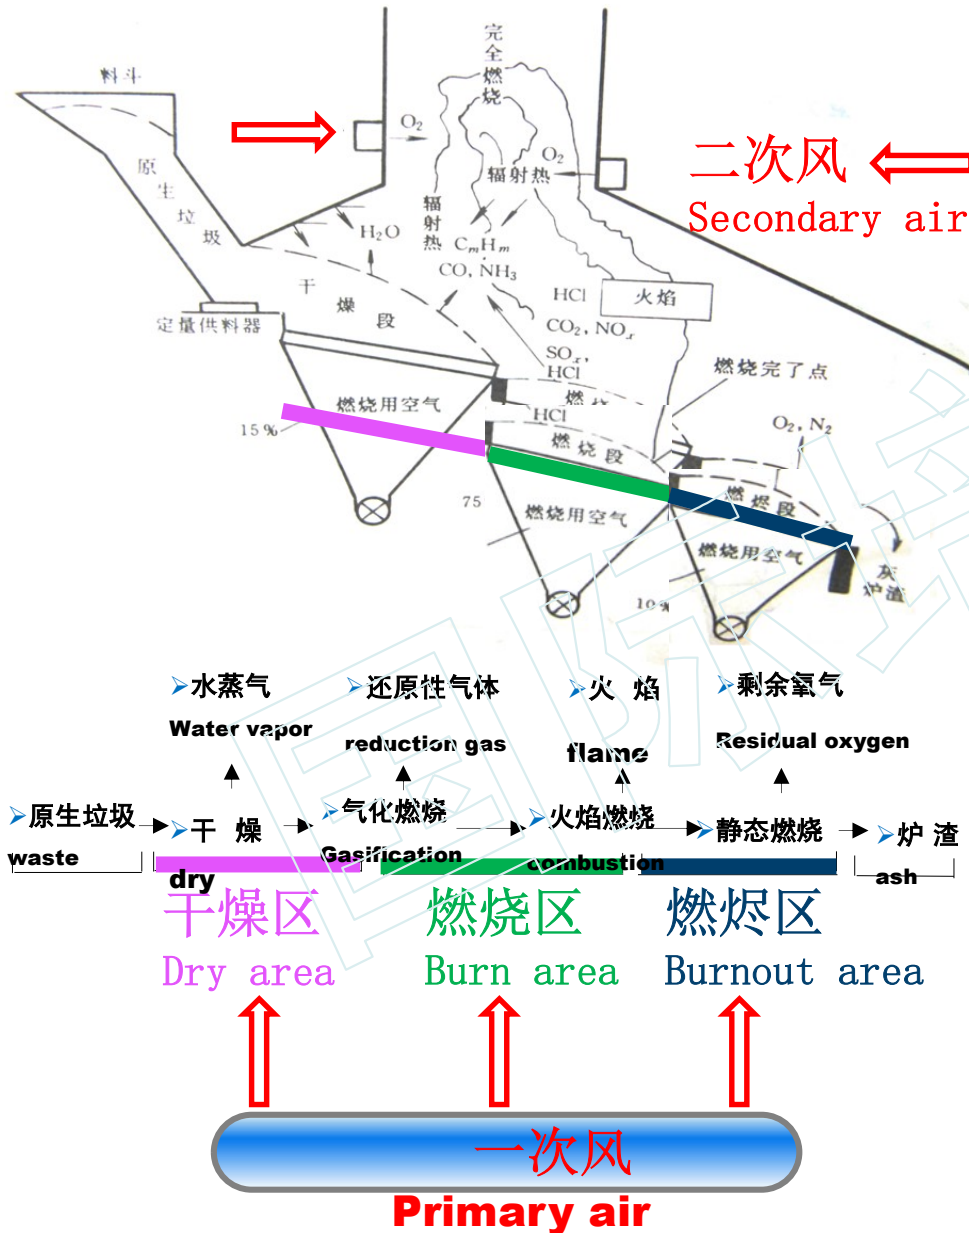 完全燃烧
料斗
O₂
O₂
二次风
Secondary air
原生垃圾
辐射热
辐射热
H₂O
CₘHₘ
CO, NH₃
干燥段
HCl
火焰
定量供料器
CO₂, NOₓ
SOₓ,
HCl
燃烧完了点
燃烧用空气
HCl
15%
燃烧段
O₂, N₂
燃烬段
75
燃烧用空气
燃烧用空气
灰炉渣
10%
➢水蒸气
➢还原性气体
➢火 焰
➢剩余氧气
Water vapor
reduction gas
flame
Residual oxygen
➢原生垃圾
➢干 燥
➢气化燃烧
➢火焰燃烧
➢静态燃烧
➢炉 渣
waste
dry
Gasification
combustion
ash
干燥区
燃烧区
燃烬区
Dry area
Burn area
Burnout area
一次风
Primary air
国际